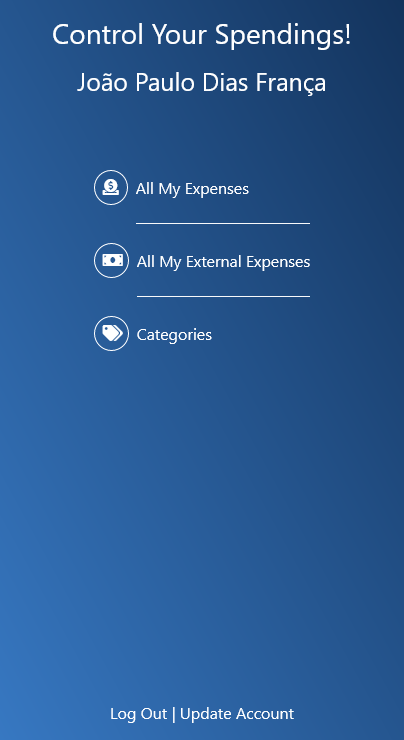 Control Your Spendings!
João Paulo Dias França
All My Expenses
All My External Expenses
Categories
Log Out | Update Account